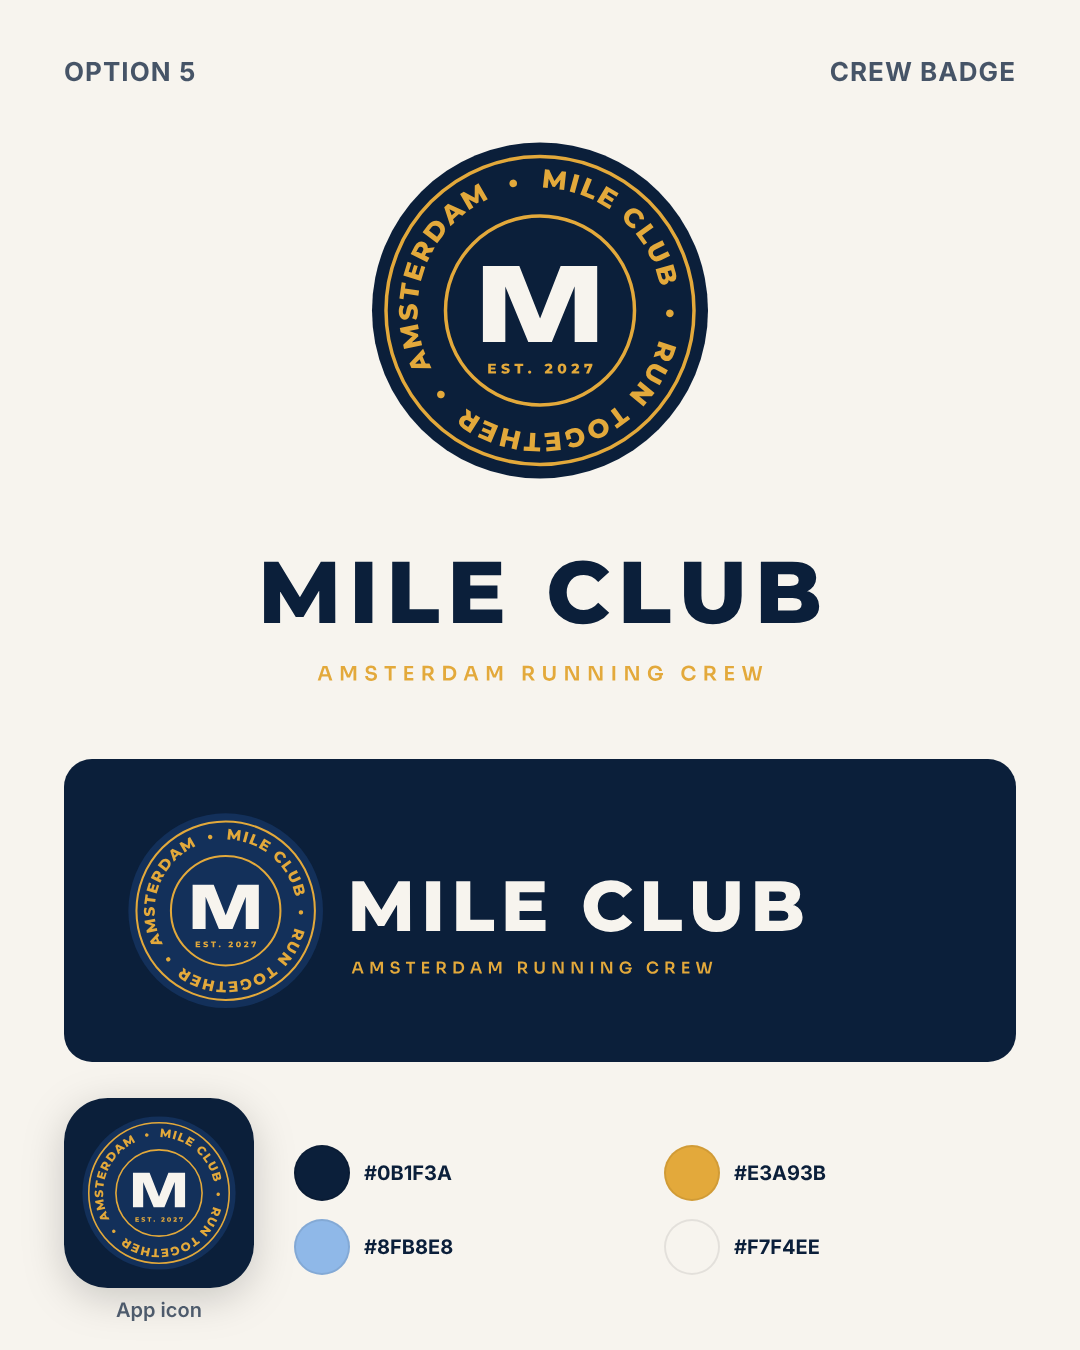 OPTION 5
CREW BADGE
MILE CLUB • RUN TOGETHER • AMSTERDAM •
M
EST. 2027
MILE CLUB
AMSTERDAM RUNNING CREW
MILE CLUB • RUN TOGETHER • AMSTERDAM •
M
EST. 2027
MILE CLUB
AMSTERDAM RUNNING CREW
MILE CLUB • RUN TOGETHER • AMSTERDAM •
M
EST. 2027
App icon
#0B1F3A
#E3A93B
#8FB8E8
#F7F4EE